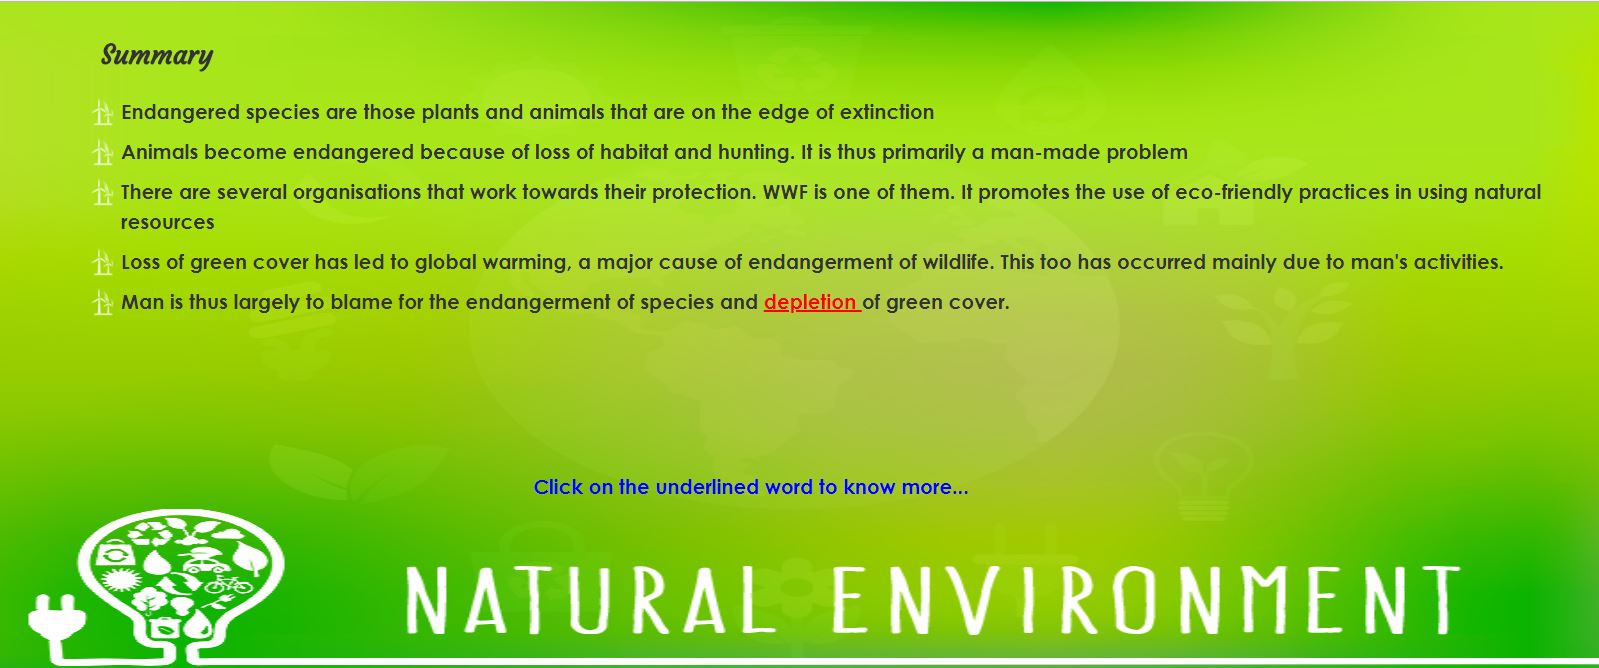 Summary
Endangered species are those plants and animals that are on the edge of extinction
Animals become endangered because of loss of habitat and hunting. It is thus primarily a man-made problem
There are several organisations that work towards their protection. WWF is one of them. It promotes the use of eco-friendly practices in using natural
resources
Loss of green cover has led to global warming, a major cause of endangerment of wildlife. This too has occurred mainly due to man's activities.
Man is thus largely to blame for the endangerment of species and depletion of green cover.
Click on the underlined word to know more...
NATURAL ENVIRONMENT